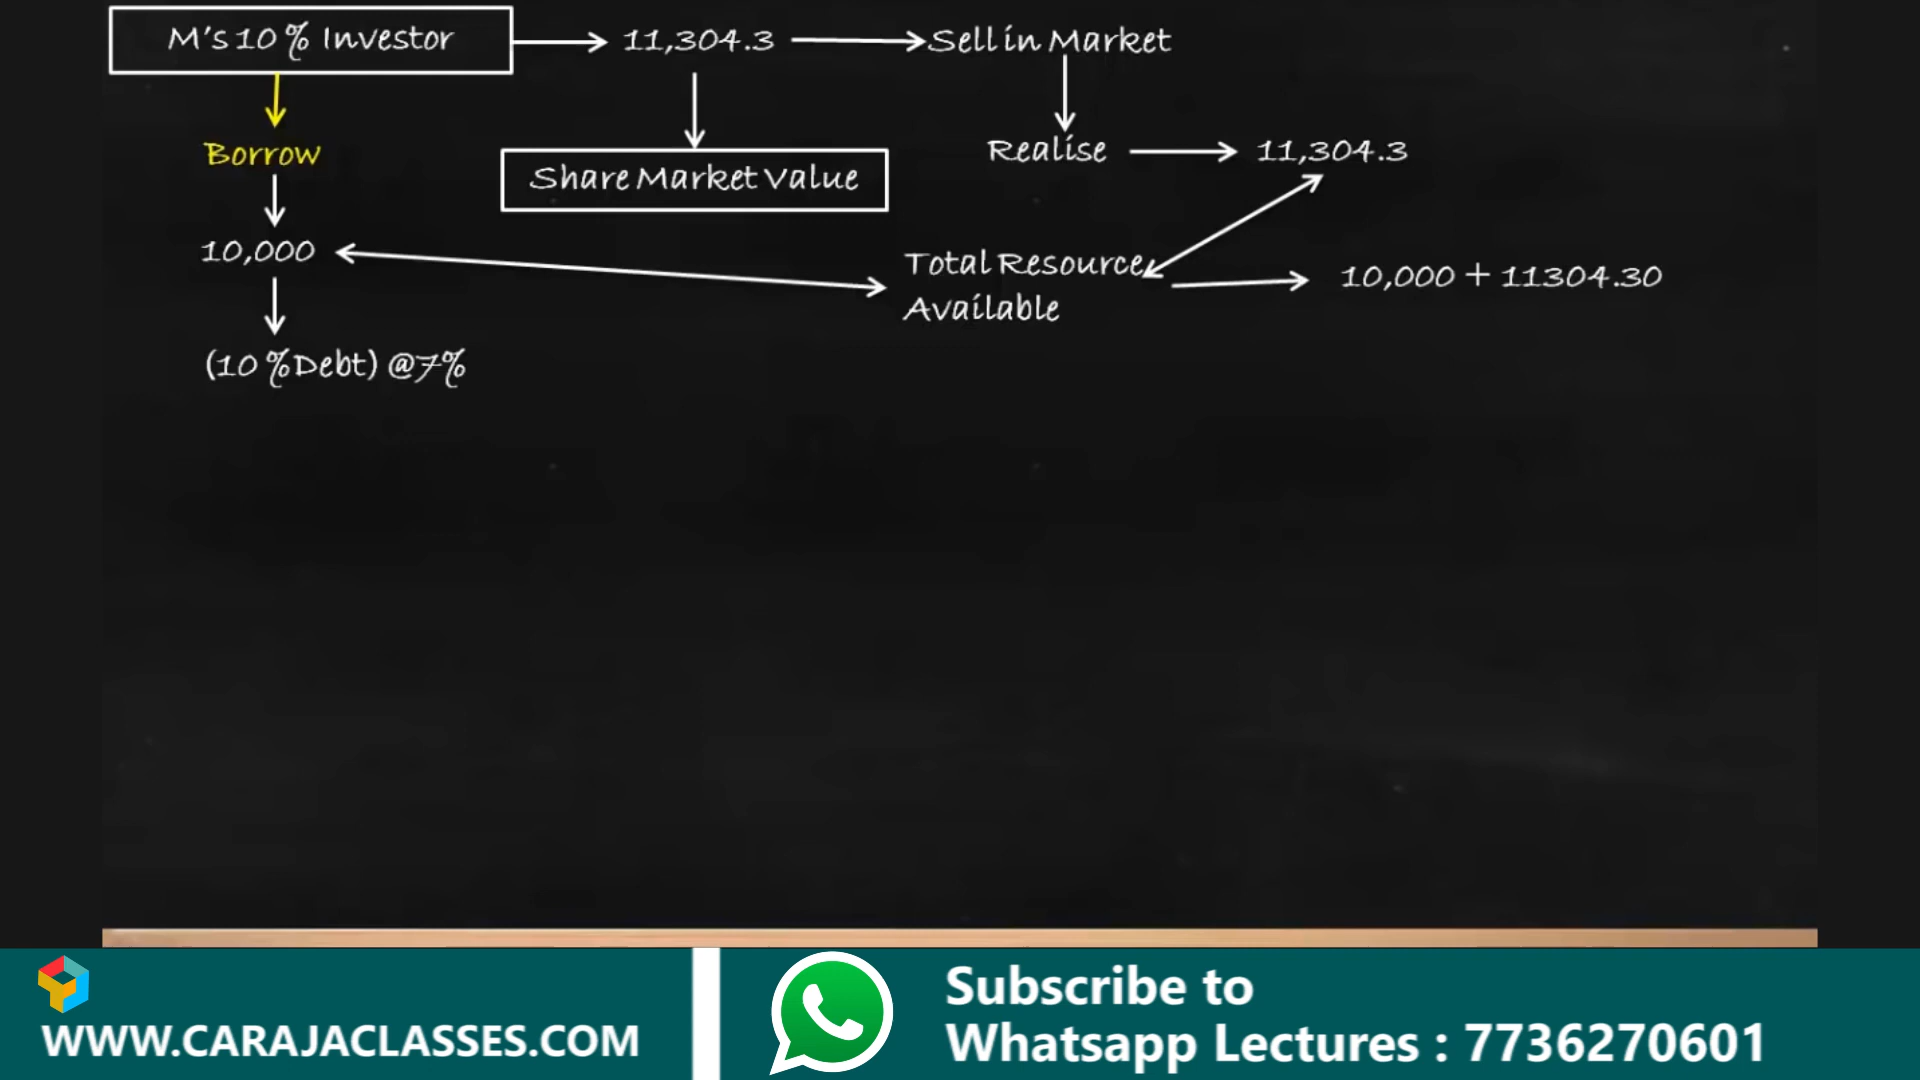 M's 10% Investor
11,304.3
Sell in Market
Borrow
Share Market Value
Realise
11,304.3
10,000
Total Resource
Available
10,000 + 11304.30
(10% Debt) @7%
WWW.CARAJACLASSES.COM
Subscribe to
Whatsapp Lectures : 7736270601